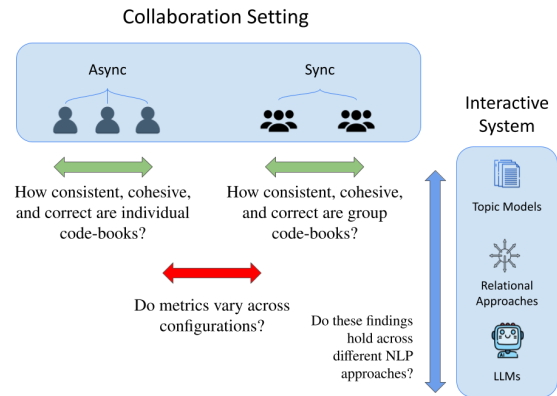 Collaboration Setting
Async
Sync
How consistent, cohesive,
and correct are individual
code-books?
How consistent, cohesive,
and correct are group
code-books?
Do metrics vary across
configurations?
Do these findings
hold across
different NLP
approaches?
Interactive
System
Topic Models
Relational
Approaches
LLMs